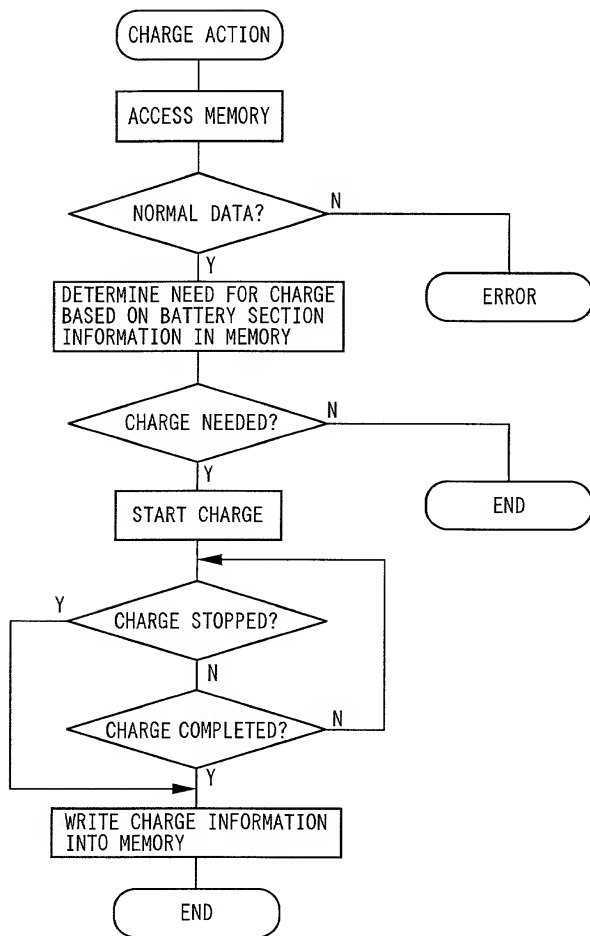 CHARGE ACTION
ACCESS MEMORY
NORMAL DATA?
N
Y
ERROR
DETERMINE NEED FOR CHARGE
BASED ON BATTERY SECTION
INFORMATION IN MEMORY
CHARGE NEEDED?
N
Y
END
START CHARGE
Y
CHARGE STOPPED?
N
CHARGE COMPLETED?
N
Y
WRITE CHARGE INFORMATION
INTO MEMORY
END